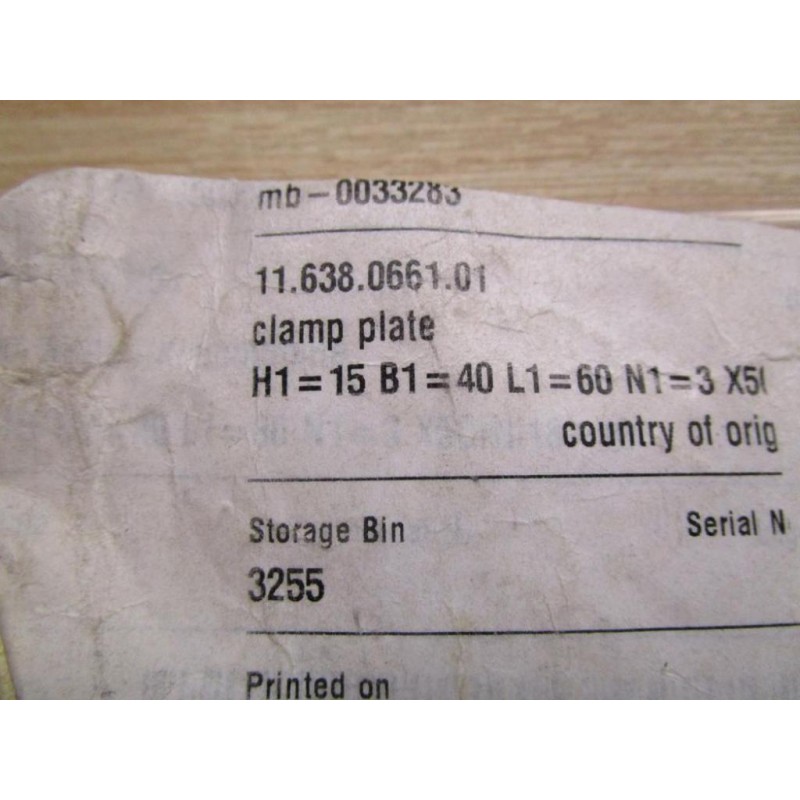 mb-0033283
11.638.0661.01
clamp plate
H1=15 B1=40 L1=60 N1=3 X5
country of orig
Storage Bin Serial N
3255
Printed on